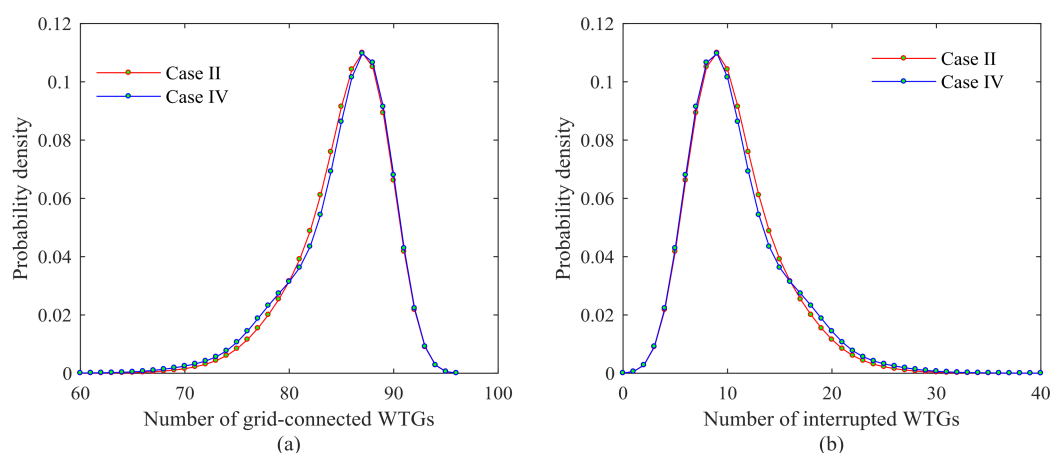 0.12
0.1
0.08
0.06
0.04
0.02
0
Probability density
Case II
Case IV
60 70 80 90 100
Number of grid-connected WTGs
(a)
0.12
0.1
0.08
0.06
0.04
0.02
0
Probability density
Case II
Case IV
0 10 20 30 40
Number of interrupted WTGs
(b)